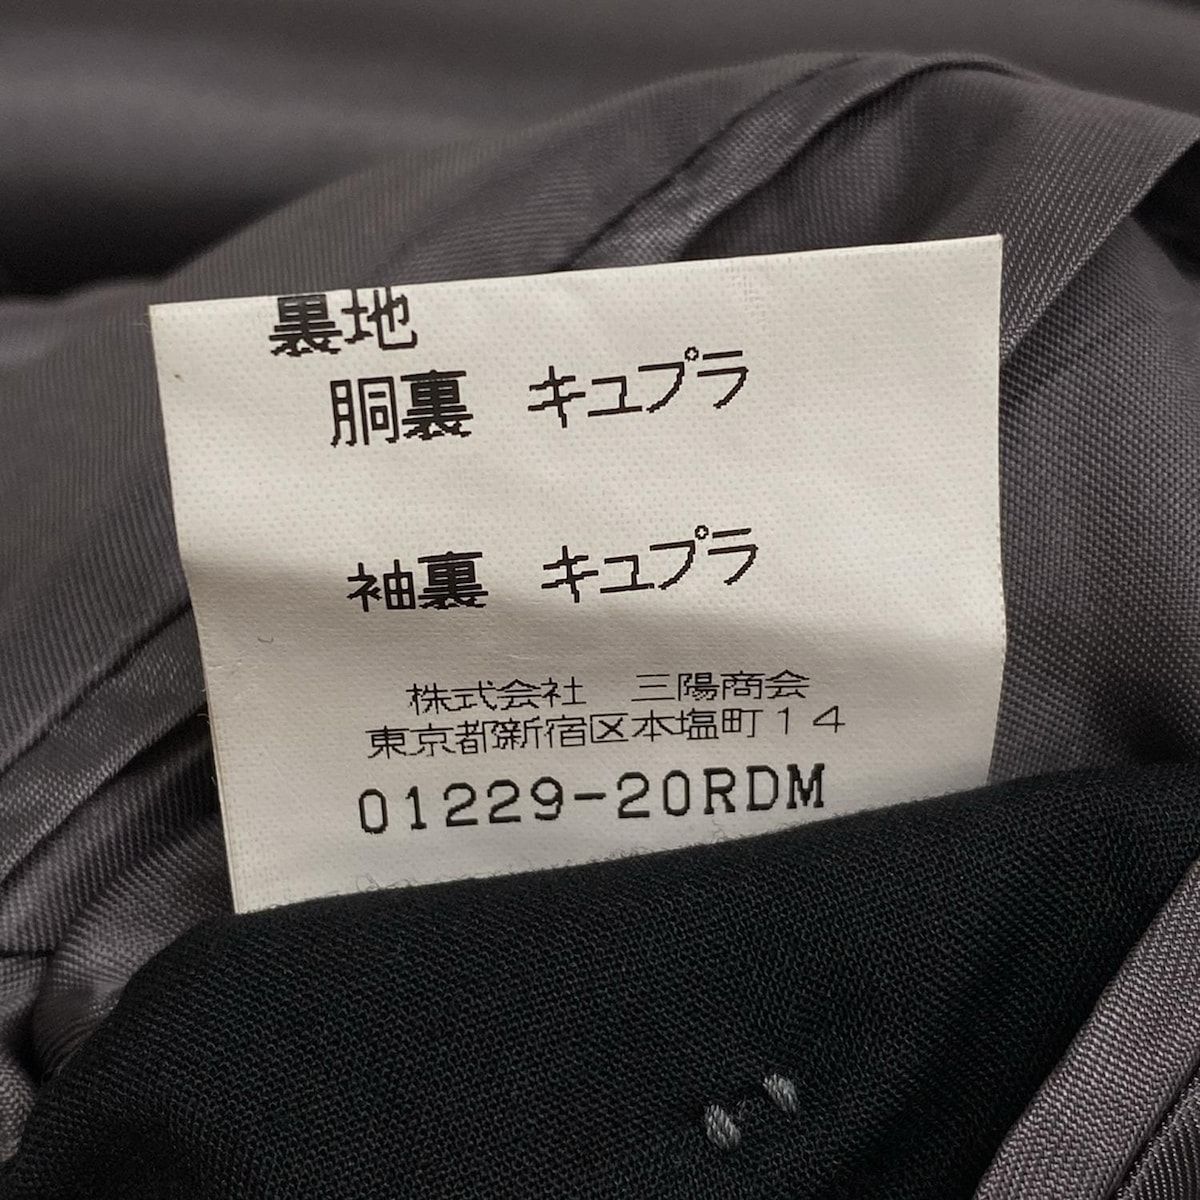 裏地
胴裏 キュプラ
袖裏 キュプラ
株式会社 三陽商会
東京都新宿区本塩町１４
01229-20RDM